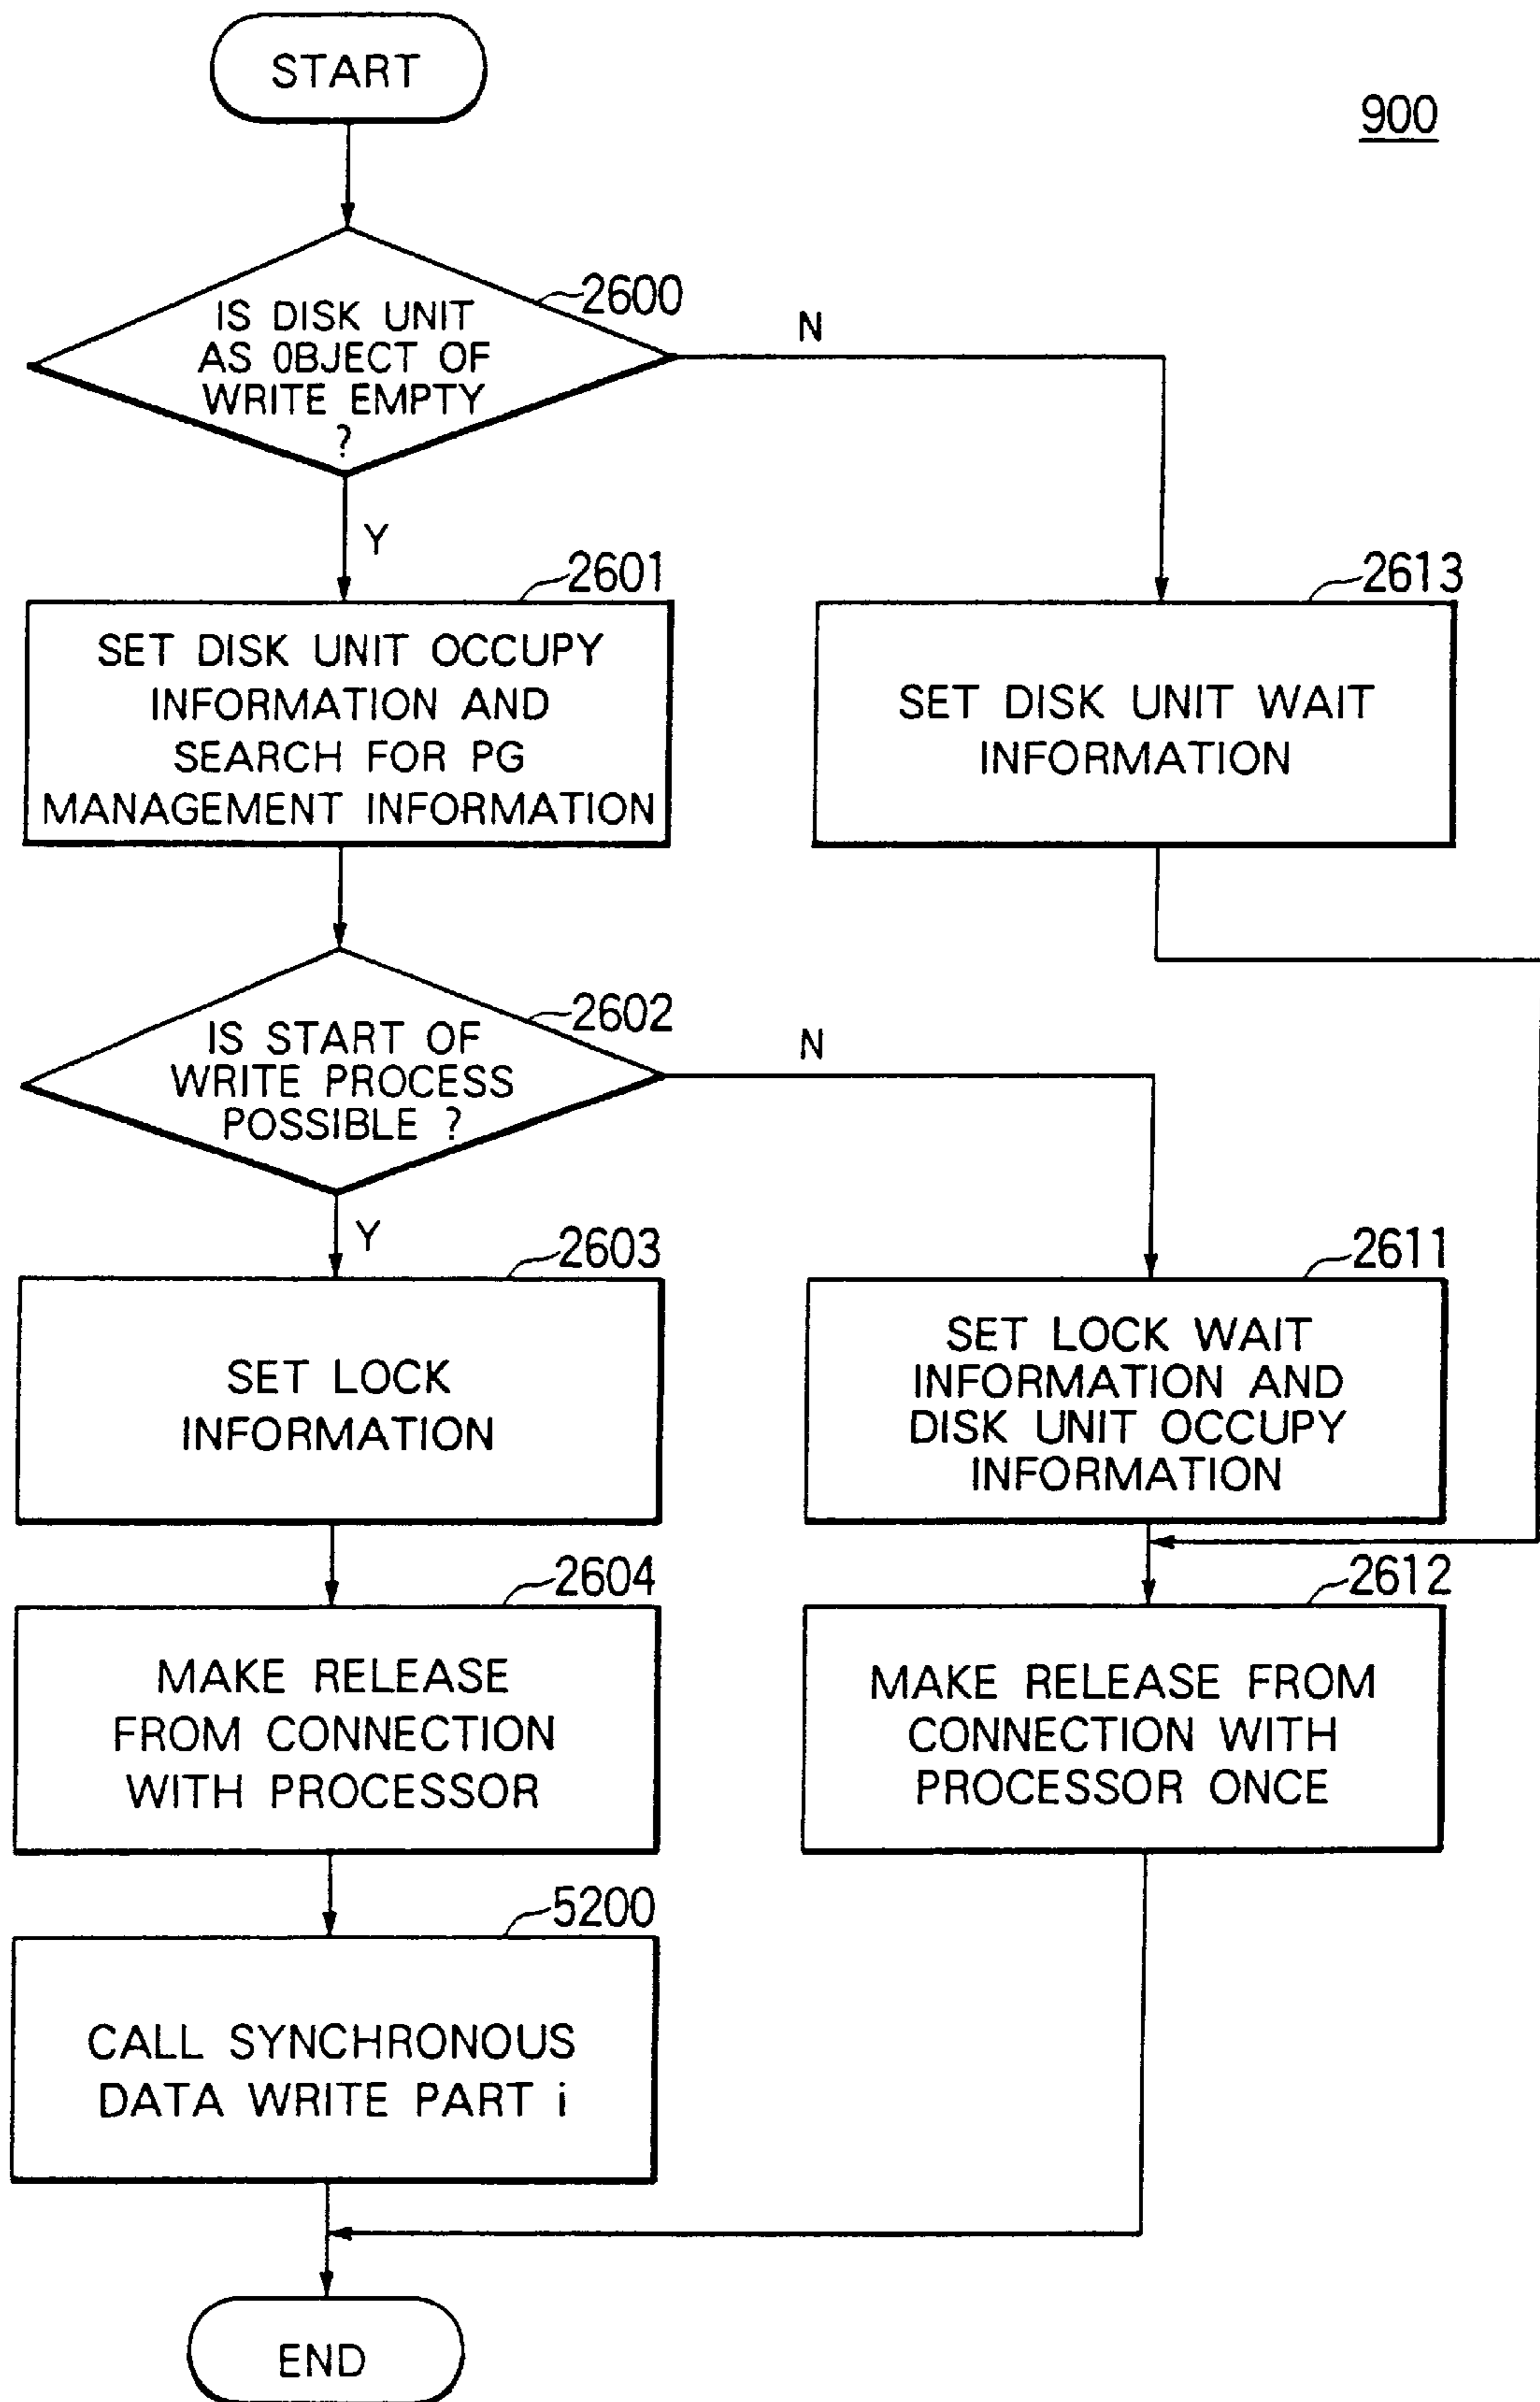 START
900
2600
IS DISK UNIT
AS OBJECT OF
WRITE EMPTY
?
N
Y
2601
SET DISK UNIT OCCUPY
INFORMATION AND
SEARCH FOR PG
MANAGEMENT INFORMATION
2613
SET DISK UNIT WAIT
INFORMATION
2602
IS START OF
WRITE PROCESS
POSSIBLE ?
N
Y
2603
SET LOCK
INFORMATION
2611
SET LOCK WAIT
INFORMATION AND
DISK UNIT OCCUPY
INFORMATION
2604
MAKE RELEASE
FROM CONNECTION
WITH PROCESSOR
2612
MAKE RELEASE FROM
CONNECTION WITH
PROCESSOR ONCE
5200
CALL SYNCHRONOUS
DATA WRITE PART i
END